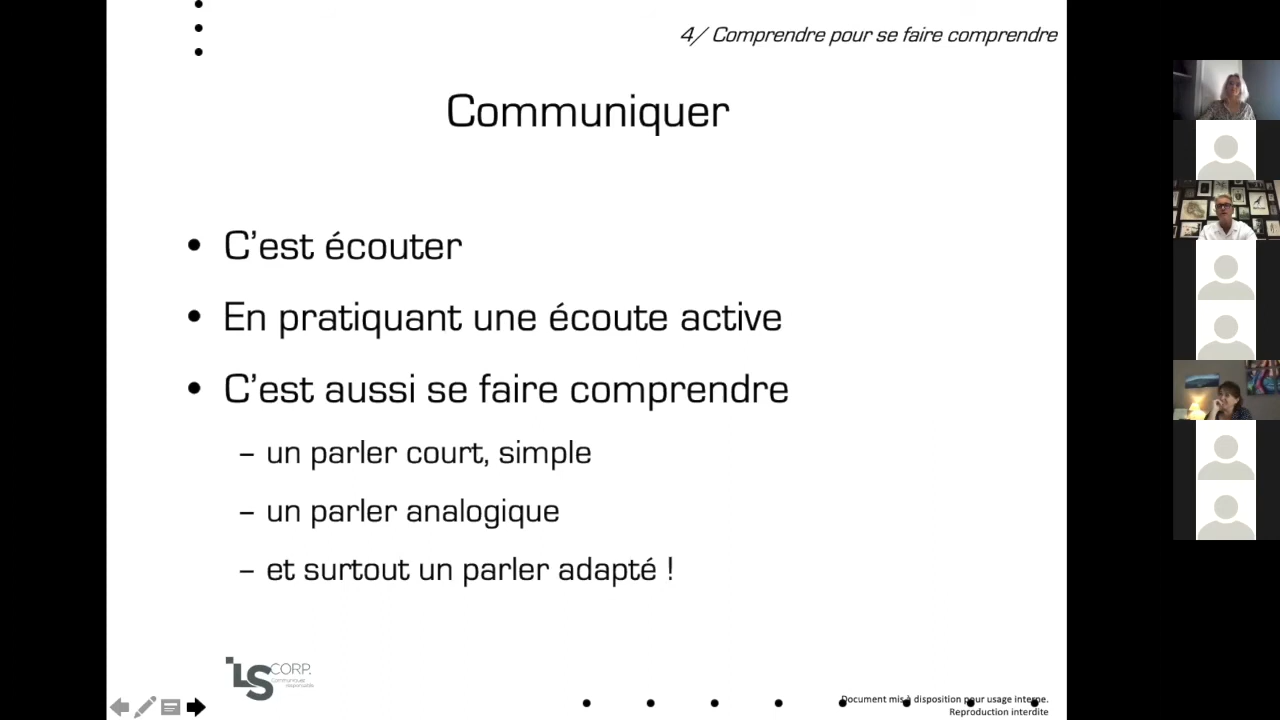 4/ Comprendre pour se faire comprendre
Communiquer
• C'est écouter
• En pratiquant une écoute active
• C'est aussi se faire comprendre
– un parler court, simple
– un parler analogique
– et surtout un parler adapté !
LS CORP.
Communiquez
responsable
Document mis à disposition pour usage interne.
Reproduction interdite